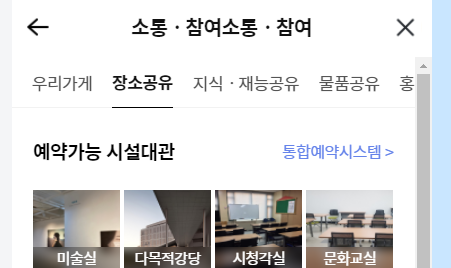 소통 · 참여소통 · 참여
우리가게 장소공유 지식 · 재능공유 물품공유 홍
예약가능 시설대관 통합예약시스템 >
미술실 다목적강당 시청각실 문화교실